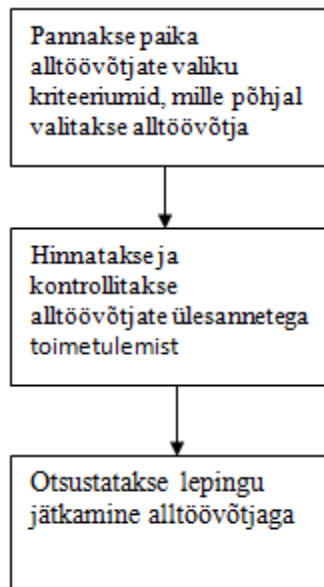 Pannakse paika
alltöövõtjate valiku
kriteeriumid, mille põhjal
valitakse alltöövõtja
Hinnatakse ja
kontrollitakse
alltöövõtjate ülesannetega
toimetulemist
Otsustatakse lepingu
jätkamine alltöövõtjaga